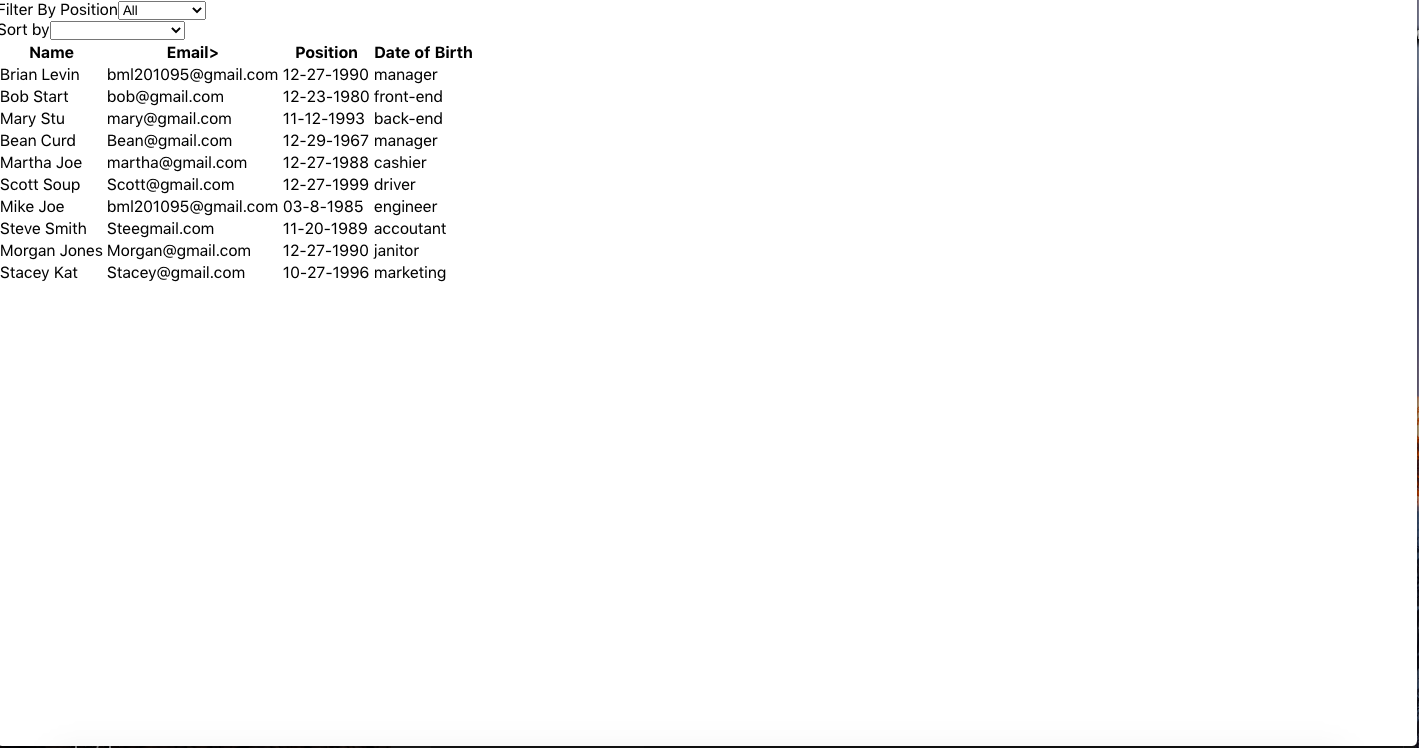 Filter By Position All
Sort by
Name Email> Position Date of Birth
Brian Levin bml201095@gmail.com 12-27-1990 manager
Bob Start bob@gmail.com 12-23-1980 front-end
Mary Stu mary@gmail.com 11-12-1993 back-end
Bean Curd Bean@gmail.com 12-29-1967 manager
Martha Joe martha@gmail.com 12-27-1988 cashier
Scott Soup Scott@gmail.com 12-27-1999 driver
Mike Joe bml201095@gmail.com 03-8-1985 engineer
Steve Smith Steegmail.com 11-20-1989 accoutant
Morgan Jones Morgan@gmail.com 12-27-1990 janitor
Stacey Kat Stacey@gmail.com 10-27-1996 marketing